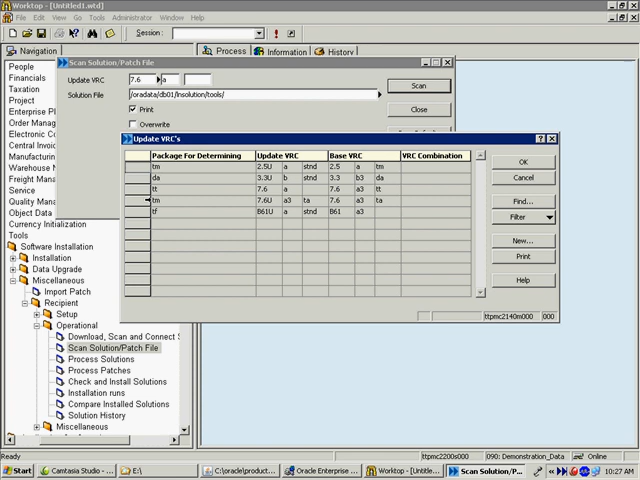 Worktop - [Untitled1.wtd]
File Edit View Tools Administrator Window Help
Session:
Navigation
Process Information History
People
Financials
Taxation
Project
Enterprise
Order Mana
Electronic Co
Central Invoi
Manufacturin
Warehouse M
Freight Manag
Service
Quality Mana
Object Data
Currency Initialization
Tools
Software Installation
Installation
Data Upgrade
Miscellaneous
Import Patch
Recipient
Setup
Operational
Download, Scan and Connect S
Scan Solution/Patch File
Process Solutions
Process Patches
Check and Install Solutions
Installation runs
Compare Installed Solutions
Solution History
Miscellaneous
Scan Solution/Patch File
Update VRC 7.6 a
Solution File /oradata/db01/lnsolution/tools/
Print
Overwrite
Scan
Close
Update VRC's
Package For Determining Update VRC Base VRC VRC Combination
tm 2.5U a stnd 2.5 a tm
da 3.3U b stnd 3.3 b3 da
tt 7.6 a 7.6 a3 tt
tm 7.6U a3 ta 7.6 a3 ta
tf B61U a stnd B61 a3
OK
Cancel
Find...
Filter
New...
Print
Help
ttpmc2140m000 000
Ready ttpmc2200s000 090: Demonstration_Data Online
Start Camtasia Studio - ... E:\ C:\oracle\product... Oracle Enterprise ... Worktop - [Untitl... Scan Solution/P... 10:27 AM